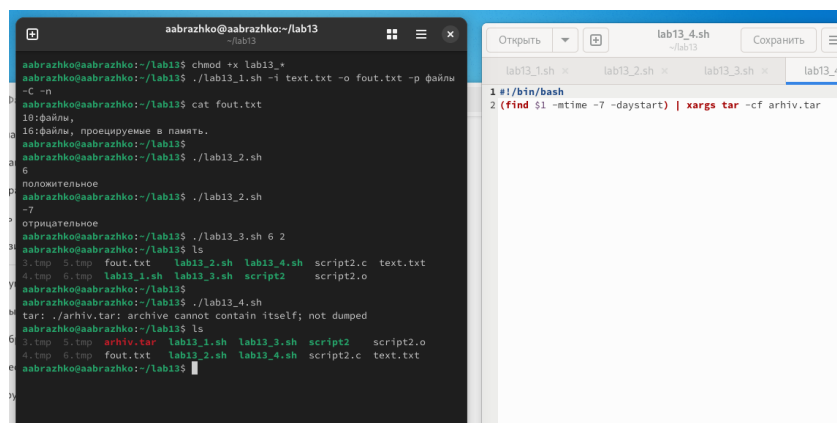 aabrazhko@aabrazhko:~/lab13
~/lab13
aabrazhko@aabrazhko:~/lab13$ chmod +x lab13_*
aabrazhko@aabrazhko:~/lab13$ ./lab13_1.sh -i text.txt -o fout.txt -p файлы
-C -n
aabrazhko@aabrazhko:~/lab13$ cat fout.txt
10:файлы,
16:файлы, проецируемые в память.
aabrazhko@aabrazhko:~/lab13$
aabrazhko@aabrazhko:~/lab13$ ./lab13_2.sh
6
положительное
aabrazhko@aabrazhko:~/lab13$ ./lab13_2.sh
-7
отрицательное
aabrazhko@aabrazhko:~/lab13$ ./lab13_3.sh 6 2
aabrazhko@aabrazhko:~/lab13$ ls
3.tmp 5.tmp fout.txt lab13_2.sh lab13_4.sh script2.c text.txt
4.tmp 6.tmp lab13_1.sh lab13_3.sh script2 script2.o
aabrazhko@aabrazhko:~/lab13$
aabrazhko@aabrazhko:~/lab13$ ./lab13_4.sh
tar: ./arhiv.tar: archive cannot contain itself; not dumped
aabrazhko@aabrazhko:~/lab13$ ls
3.tmp 5.tmp arhiv.tar lab13_1.sh lab13_3.sh script2 script2.o
4.tmp 6.tmp fout.txt lab13_2.sh lab13_4.sh script2.c text.txt
aabrazhko@aabrazhko:~/lab13$
Открыть lab13_4.sh Сохранить
~/lab13
lab13_1.sh × lab13_2.sh × lab13_3.sh × lab13_4
1 #!/bin/bash
2 (find $1 -mtime -7 -daystart) | xargs tar -cf arhiv.tar